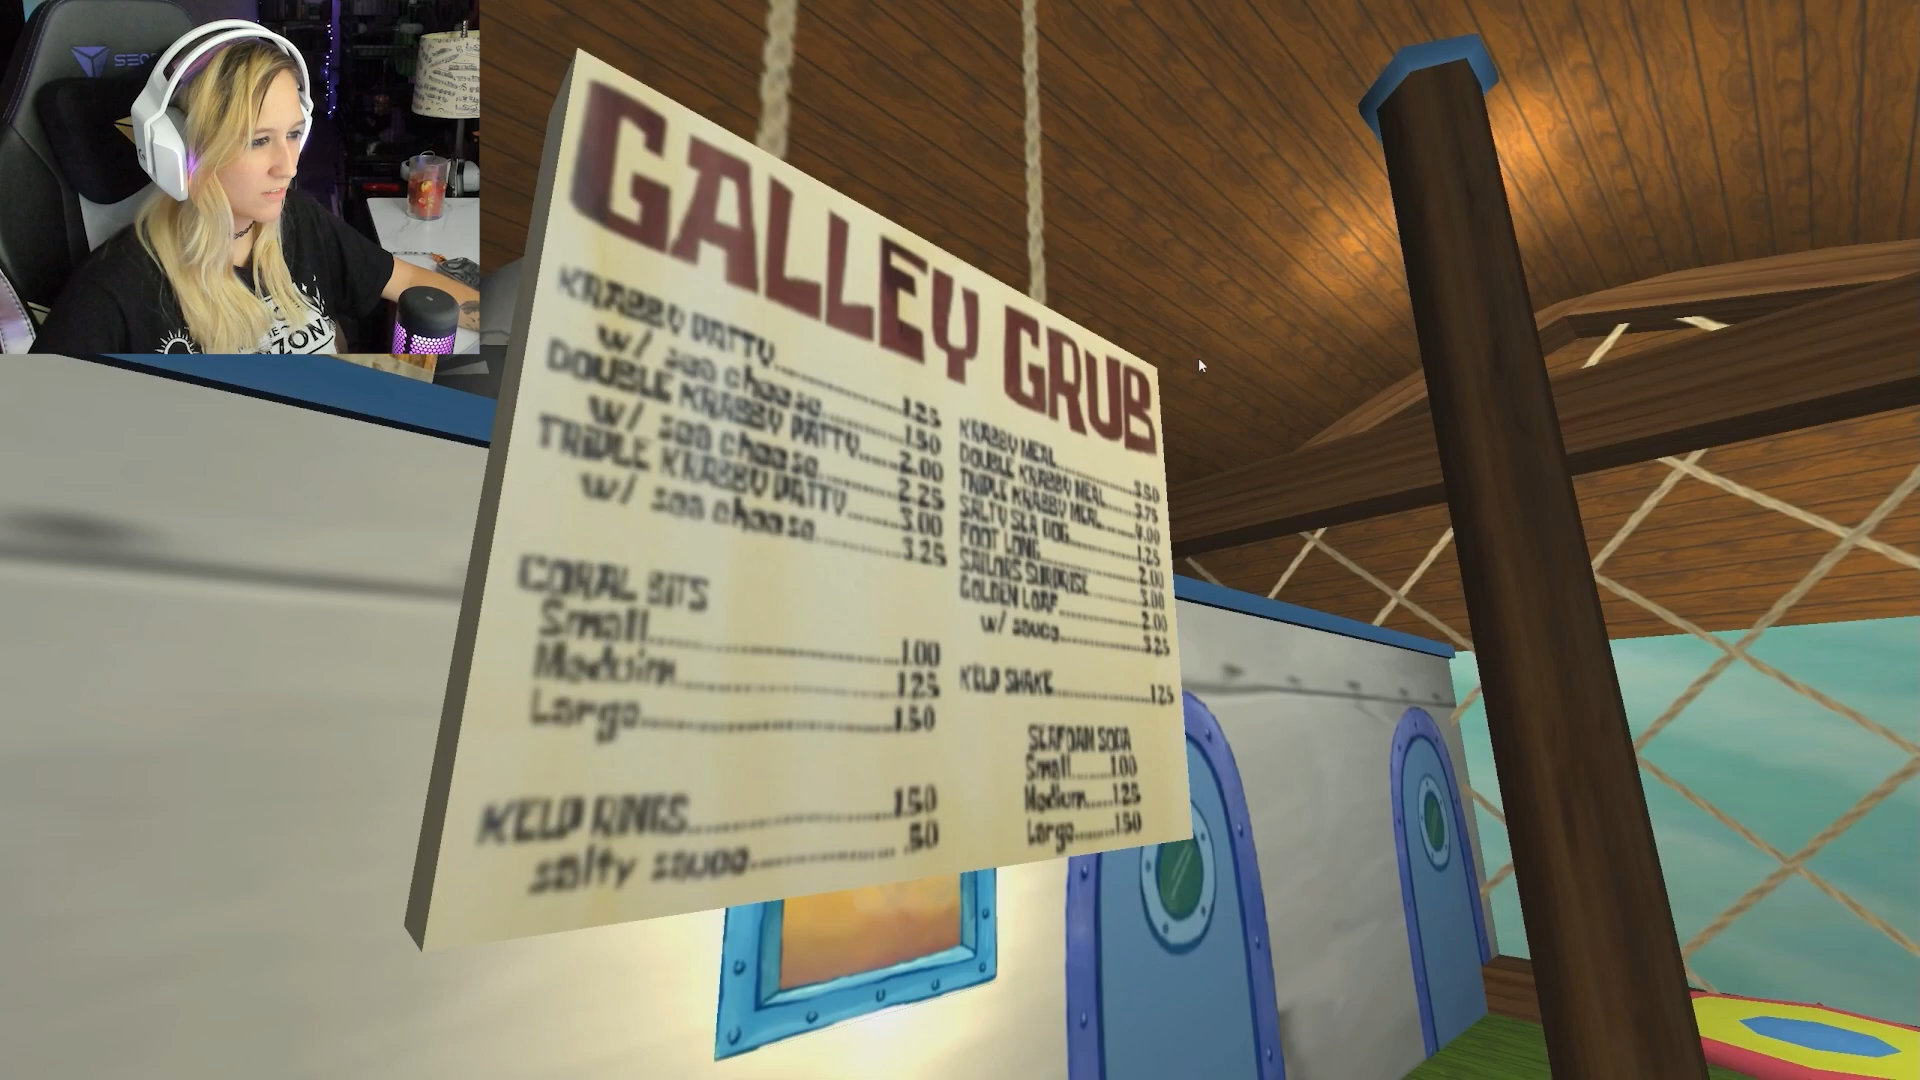 GALLEY GRUB
KRABBY PATTY 1.25
w/ sea cheese 1.50
DOUBLE KRABBY PATTY 2.00
w/ sea cheese 2.25
TRIPLE KRABBY PATTY 3.00
w/ sea cheese 3.25
CORAL BITS
Small 1.00
Medium 1.25
Large 1.50
KELP RINGS 1.50
salty sauce .50
KRABBY MEAL 3.50
DOUBLE KRABBY MEAL 3.75
TRIPLE KRABBY MEAL 4.00
SALTY SEA DOG 1.25
FOOT LONG 2.00
SAILORS SURPRISE 3.00
GOLDEN LOAF 2.00
w/ sauce 3.25
KELP SHAKE 1.25
SEAFOAM SODA
Small 1.00
Medium 1.25
Large 1.50